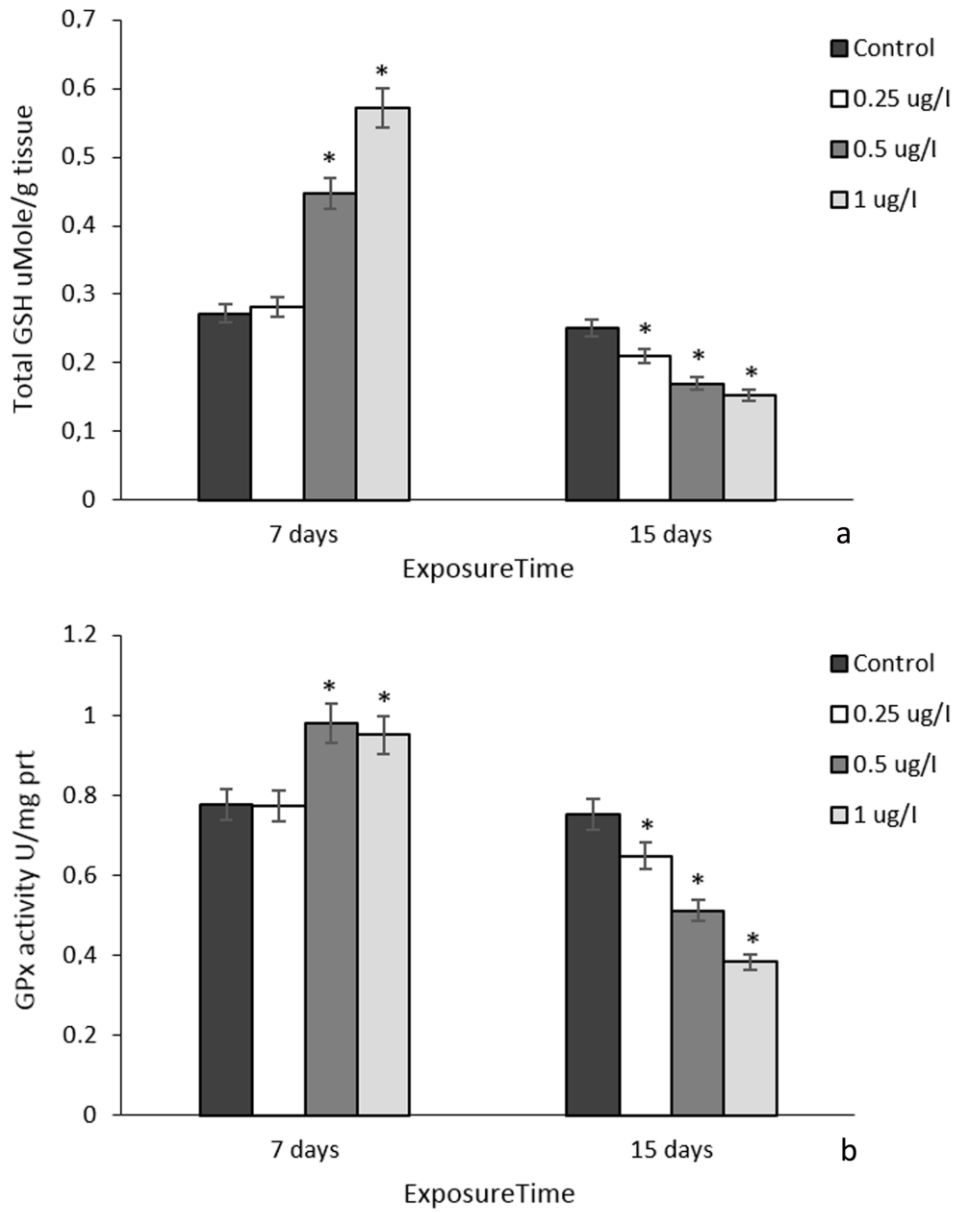 0,7
0,6
0,5
0,4
0,3
0,2
0,1
0
Total GSH uMole/g tissue
*
*
*
*
*
Control
0.25 ug/l
0.5 ug/l
1 ug/l
7 days
15 days
a
ExposureTime
1.2
1
0.8
0.6
0.4
0.2
0
GPx activity U/mg prt
*
*
*
*
*
Control
0.25 ug/l
0.5 ug/l
1 ug/l
7 days
15 days
b
ExposureTime